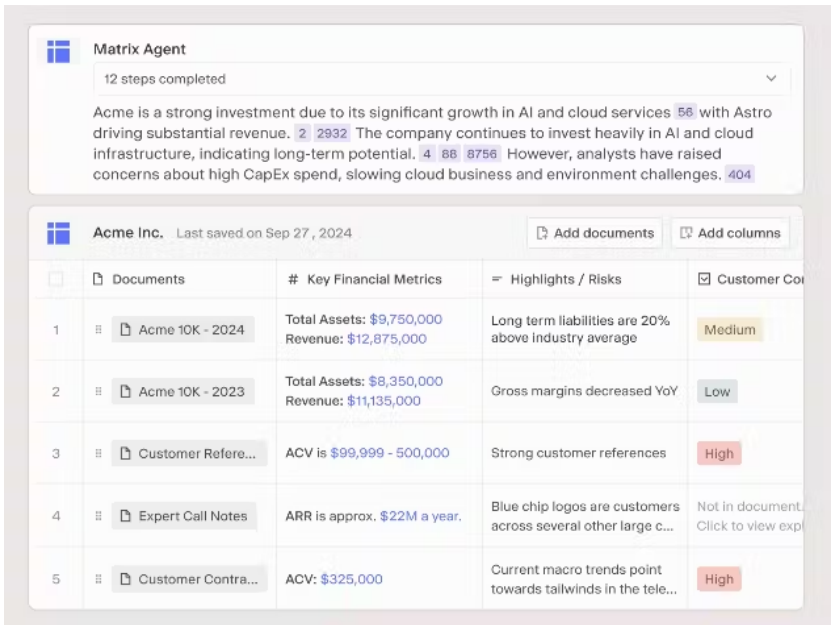 Matrix Agent
12 steps completed
Acme is a strong investment due to its significant growth in AI and cloud services 56 with Astro
driving substantial revenue. 2 2932 The company continues to invest heavily in AI and cloud
infrastructure, indicating long-term potential. 4 88 8756 However, analysts have raised
concerns about high CapEx spend, slowing cloud business and environment challenges. 404
Acme Inc. Last saved on Sep 27, 2024 Add documents Add columns
Documents # Key Financial Metrics Highlights / Risks Customer Co
1 Acme 10K - 2024 Total Assets: $9,750,000 Long term liabilities are 20% Medium
Revenue: $12,875,000 above industry average
2 Acme 10K - 2023 Total Assets: $8,350,000 Gross margins decreased YoY Low
Revenue: $11,135,000
3 Customer Refere... ACV is $99,999 - 500,000 Strong customer references High
4 Expert Call Notes ARR is approx. $22M a year. Blue chip logos are customers Not in document.
across several other large c... Click to view expl
5 Customer Contra... ACV: $325,000 Current macro trends point High
towards tailwinds in the tele...